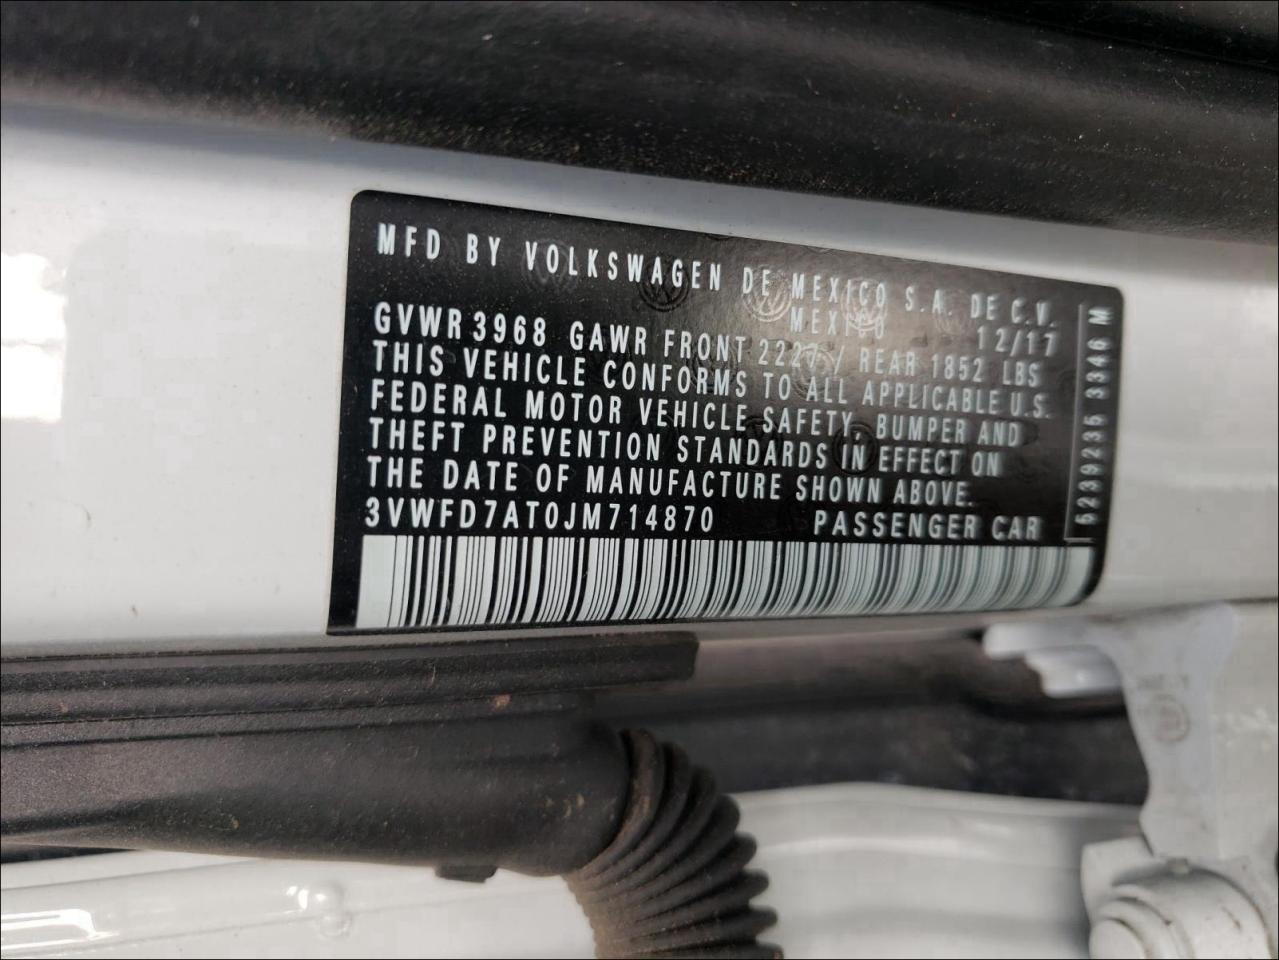 MFD BY VOLKSWAGEN DE MEXICO S.A. DE C.V.
MEXICO 12/17
GVWR 3968 GAWR FRONT 2227 / REAR 1852 LBS
THIS VEHICLE CONFORMS TO ALL APPLICABLE U.S.
FEDERAL MOTOR VEHICLE SAFETY, BUMPER AND
THEFT PREVENTION STANDARDS IN EFFECT ON
THE DATE OF MANUFACTURE SHOWN ABOVE.
3VWFD7AT0JM714870 PASSENGER CAR
5239235 3346 M